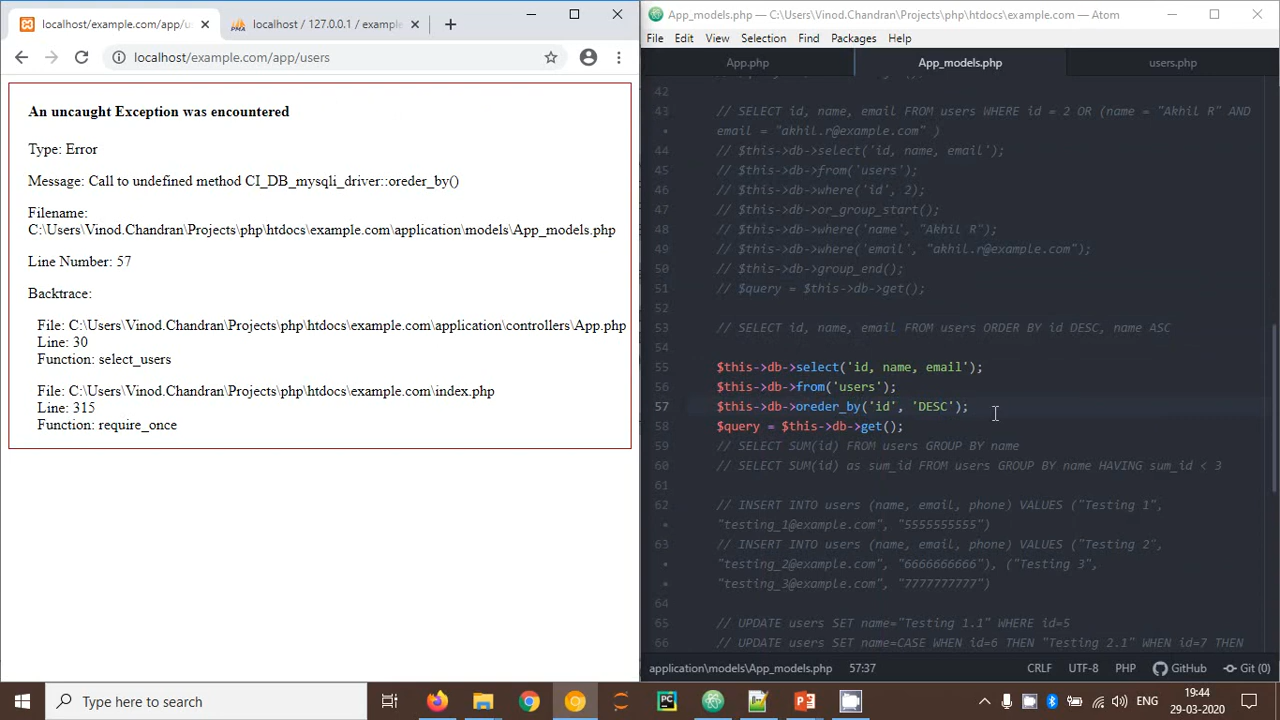 localhost/example.com/app/us
localhost / 127.0.0.1 / example
localhost/example.com/app/users
An uncaught Exception was encountered
Type: Error
Message: Call to undefined method CI_DB_mysqli_driver::oreder_by()
Filename:
C:\Users\Vinod.Chandran\Projects\php\htdocs\example.com\application\models\App_models.php
Line Number: 57
Backtrace:
File: C:\Users\Vinod.Chandran\Projects\php\htdocs\example.com\application\controllers\App.php
Line: 30
Function: select_users
File: C:\Users\Vinod.Chandran\Projects\php\htdocs\example.com\index.php
Line: 315
Function: require_once
App_models.php — C:\Users\Vinod.Chandran\Projects\php\htdocs\example.com — Atom
File Edit View Selection Find Packages Help
App.php App_models.php users.php
42
43 // SELECT id, name, email FROM users WHERE id = 2 OR (name = "Akhil R" AND
• email = "akhil.r@example.com" )
44 // $this->db->select('id, name, email');
45 // $this->db->from('users');
46 // $this->db->where('id', 2);
47 // $this->db->or_group_start();
48 // $this->db->where('name', "Akhil R");
49 // $this->db->where('email', "akhil.r@example.com");
50 // $this->db->group_end();
51 // $query = $this->db->get();
52
53 // SELECT id, name, email FROM users ORDER BY id DESC, name ASC
54
55 $this->db->select('id, name, email');
56 $this->db->from('users');
57 $this->db->oreder_by('id', 'DESC');
58 $query = $this->db->get();
59 // SELECT SUM(id) FROM users GROUP BY name
60 // SELECT SUM(id) as sum_id FROM users GROUP BY name HAVING sum_id < 3
61
62 // INSERT INTO users (name, email, phone) VALUES ("Testing 1",
• "testing_1@example.com", "5555555555")
63 // INSERT INTO users (name, email, phone) VALUES ("Testing 2",
• "testing_2@example.com", "6666666666"), ("Testing 3",
• "testing_3@example.com", "7777777777")
64
65 // UPDATE users SET name="Testing 1.1" WHERE id=5
66 // UPDATE users SET name=CASE WHEN id=6 THEN "Testing 2.1" WHEN id=7 THEN
application\models\App_models.php 57:37 CRLF UTF-8 PHP GitHub Git (0)
Type here to search
ENG
19:44
29-03-2020